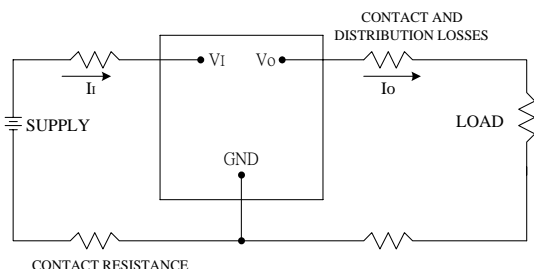 CONTACT AND
DISTRIBUTION LOSSES
VI
VO
II
IO
SUPPLY
LOAD
GND
CONTACT RESISTANCE